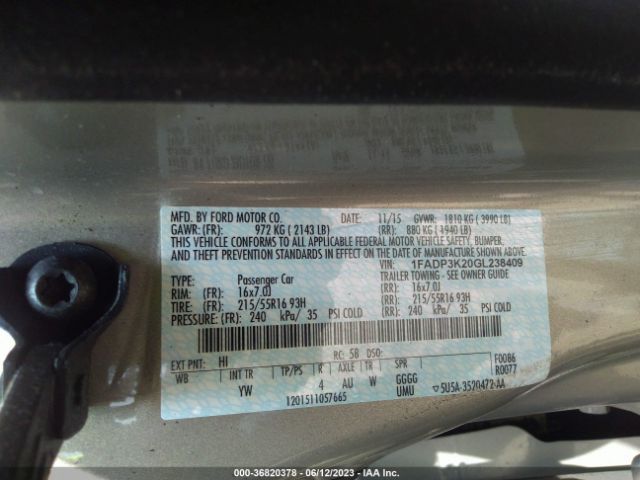 MFD. BY FORD MOTOR CO. DATE: 11/15 GVWR: 1810 KG ( 3990 LB)
GAWR: (FR): 972 KG ( 2143 LB) (RR): 880 KG ( 1940 LB)
THIS VEHICLE CONFORMS TO ALL APPLICABLE FEDERAL MOTOR VEHICLE SAFETY, BUMPER,
AND THEFT PREVENTION STANDARDS IN EFFECT ON THE DATE OF MANUFACTURE SHOWN ABOVE.
VIN: 1FADP3K20GL238409
TYPE: Passenger Car TRAILER TOWING - SEE OWNER GUIDE
RIM: (FR): 16x7.0J (RR): 16x7.0J
TIRE: (FR): 215/55R16 93H (RR): 215/55R16 93H
PRESSURE: (FR): 240 kPa/ 35 PSI COLD (RR): 240 kPa/ 35 PSI COLD
EXT PNT: HI RC: 58 DSO: F0086
WB INT TR TP/PS R AXLE TR SPR R0077
YW 4 AU W GGGG
UMU
1201511057665 5U5A-3520472-AA
000-36820378 - 06/12/2023 - IAA Inc.